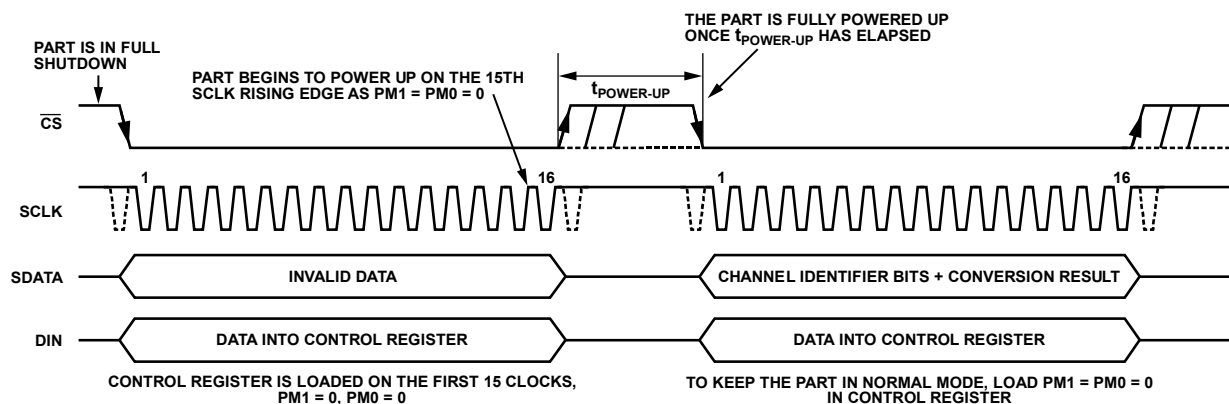 PART IS IN FULL
SHUTDOWN
PART BEGINS TO POWER UP ON THE 15TH
SCLK RISING EDGE AS PM1 = PM0 = 0
THE PART IS FULLY POWERED UP
ONCE tPOWER-UP HAS ELAPSED
tPOWER-UP
CS
1
16
1
16
SCLK
SDATA
INVALID DATA
CHANNEL IDENTIFIER BITS + CONVERSION RESULT
DIN
DATA INTO CONTROL REGISTER
DATA INTO CONTROL REGISTER
CONTROL REGISTER IS LOADED ON THE FIRST 15 CLOCKS,
PM1 = 0, PM0 = 0
TO KEEP THE PART IN NORMAL MODE, LOAD PM1 = PM0 = 0
IN CONTROL REGISTER